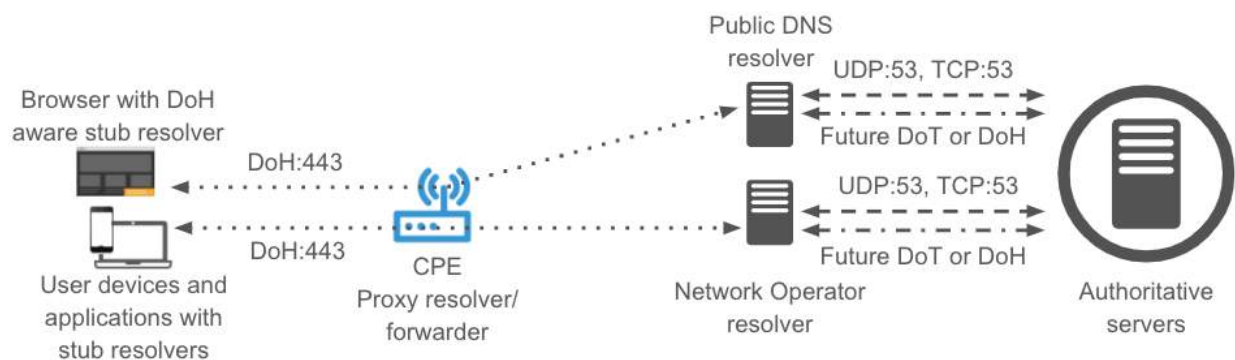 Public DNS
resolver
UDP:53, TCP:53
Future DoT or DoH
Browser with DoH
aware stub resolver
DoH:443
UDP:53, TCP:53
Future DoT or DoH
DoH:443
User devices and
applications with
stub resolvers
CPE
Proxy resolver/
forwarder
Network Operator
resolver
Authoritative
servers